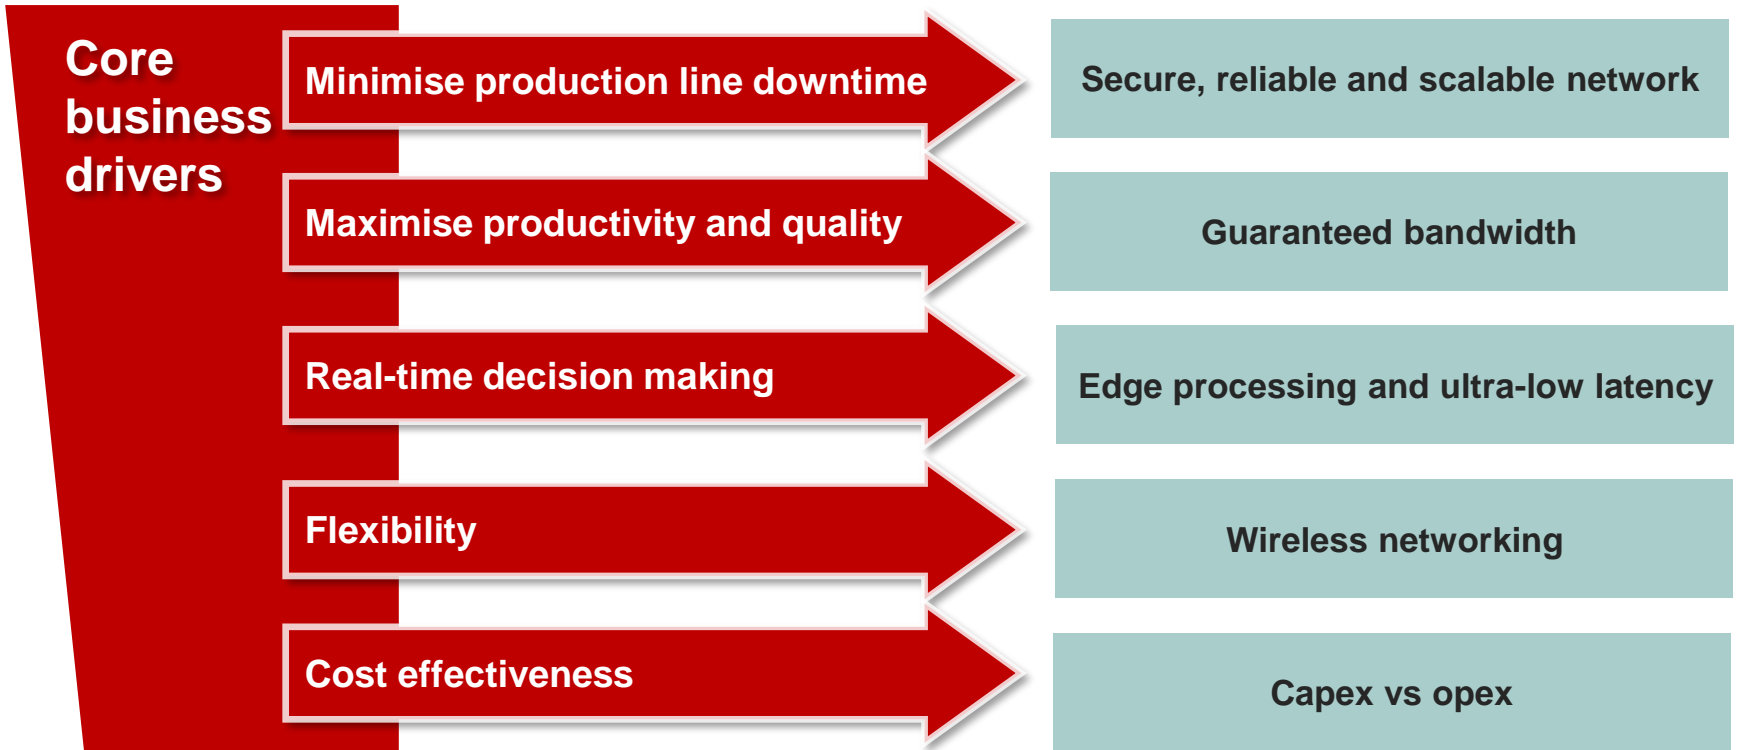 Core
business
drivers
Minimise production line downtime
Secure, reliable and scalable network
Maximise productivity and quality
Guaranteed bandwidth
Real-time decision making
Edge processing and ultra-low latency
Flexibility
Wireless networking
Cost effectiveness
Capex vs opex